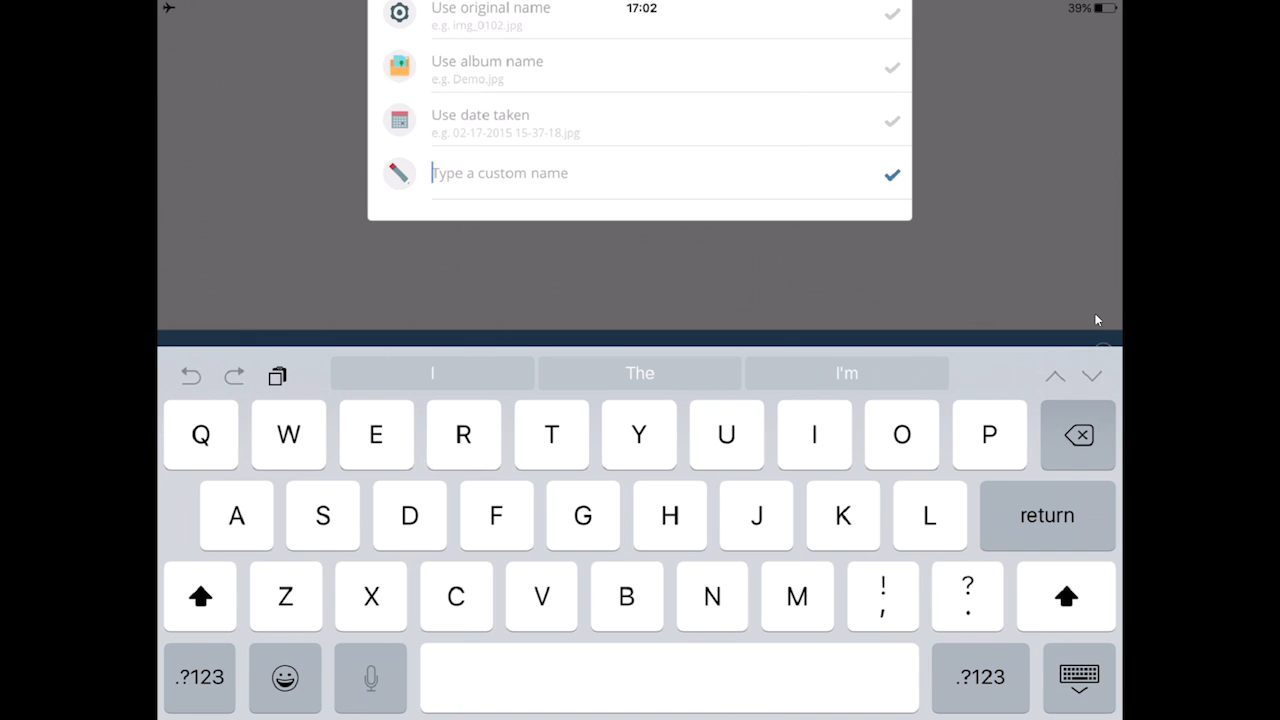 Use original name
17:02
39%
e.g. img_0102.jpg
Use album name
e.g. Demo.jpg
Use date taken
e.g. 02-17-2015 15-37-18.jpg
Type a custom name
I The I'm
Q W E R T Y U I O P
A S D F G H J K L return
Z X C V B N M ! , ? .
.?123 .?123